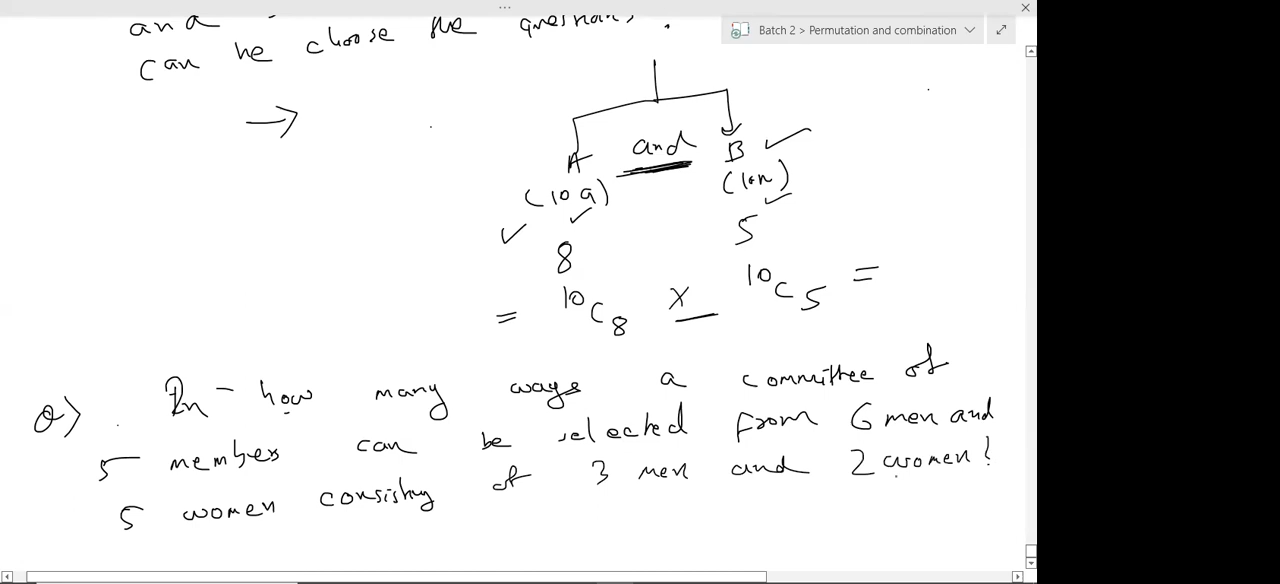 and
Batch 2 > Permutation and combination
can he choose the questions.
→
A and B ✓
(10 q) (10 n)
✓ ✓ ✓
8 5
= ¹⁰C₈ × ¹⁰C₅ =
Q> In - how many ways a committee of
5 members can be selected from 6 men and
5 women consistng of 3 men and 2 women?